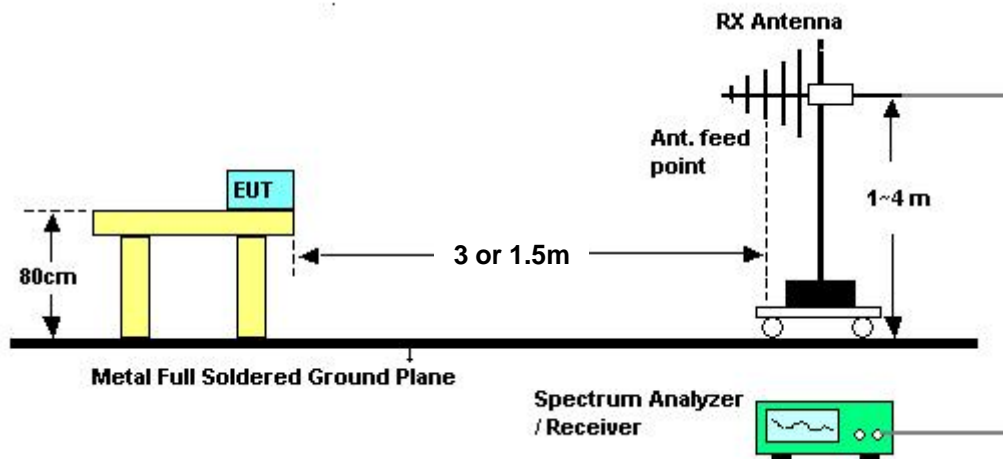 RX Antenna
Ant. feed
point
EUT
1~4 m
3 or 1.5m
80cm
Metal Full Soldered Ground Plane
Spectrum Analyzer
/ Receiver